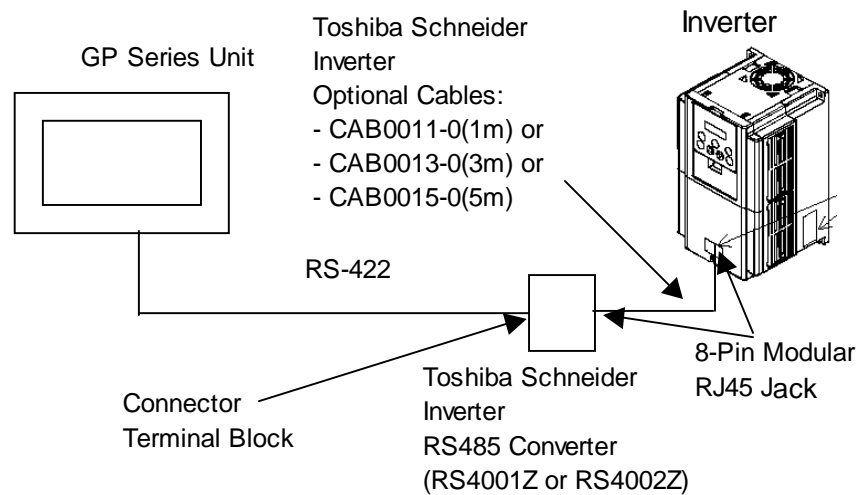 GP Series Unit
Toshiba Schneider
Inverter
Optional Cables:
- CAB0011-0(1m) or
- CAB0013-0(3m) or
- CAB0015-0(5m)
Inverter
RS-422
8-Pin Modular
RJ45 Jack
Connector
Terminal Block
Toshiba Schneider
Inverter
RS485 Converter
(RS4001Z or RS4002Z)